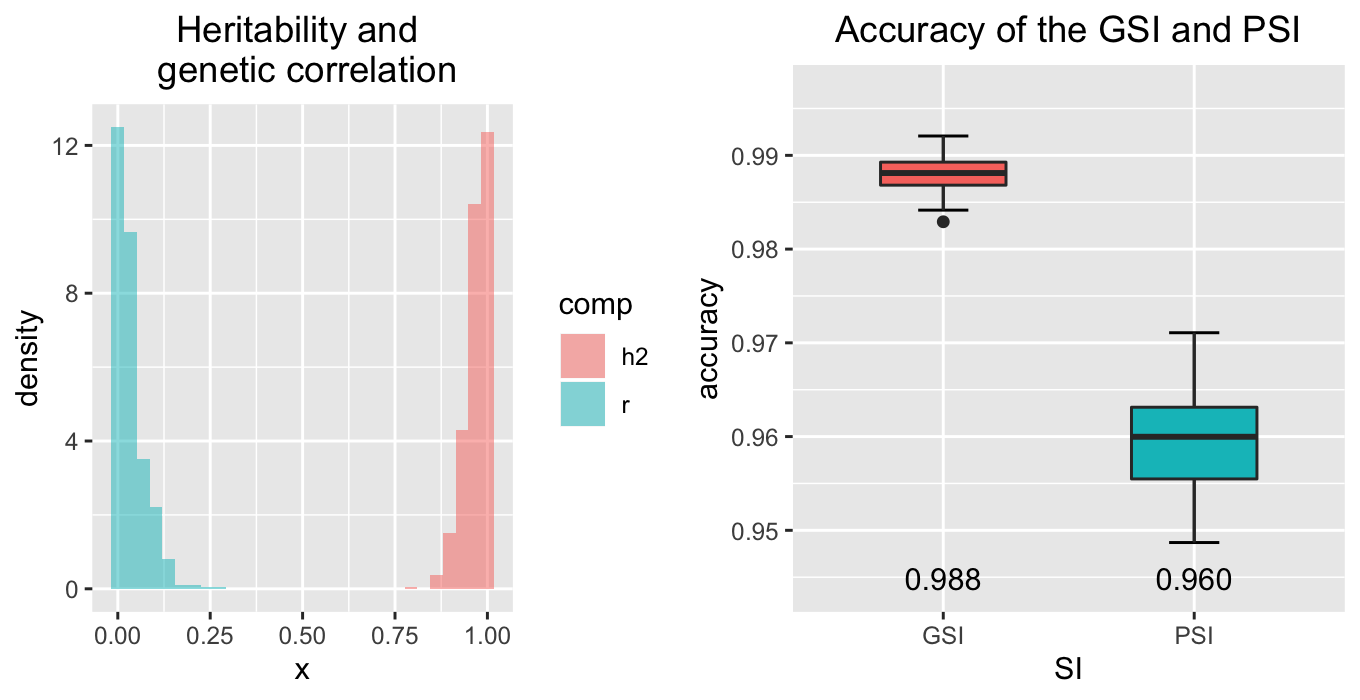 Heritability and
genetic correlation
density
12
8
4
0
0.00 0.25 0.50 0.75 1.00
x
comp
h2
r
Accuracy of the GSI and PSI
accuracy
0.99
0.98
0.97
0.96
0.95
0.988 0.960
GSI PSI
SI